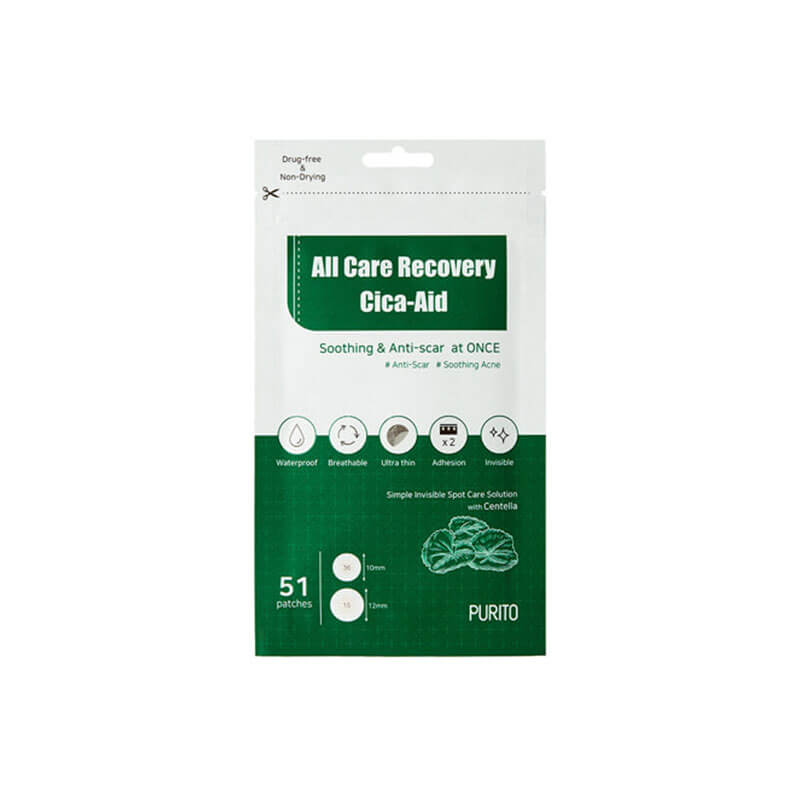 Drug-free
&
Non-Drying
All Care Recovery
Cica-Aid
Soothing & Anti-scar at ONCE
# Anti-Scar # Soothing Acne
x 2
Waterproof Breathable Ultra thin Adhesion Invisible
Simple Invisible Spot Care Solution
with Centella
51
patches
36 10mm
15 12mm
PURITO